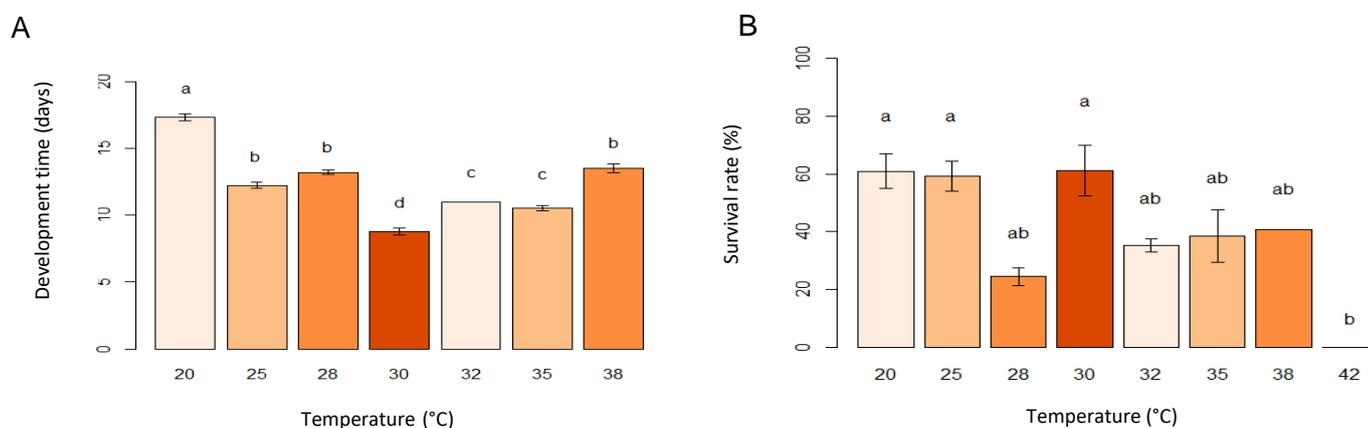 A
Development time (days)
20
15
10
5
0
a
b
b
d
c
c
b
20 25 28 30 32 35 38
Temperature (°C)
B
Survival rate (%)
100
80
60
40
20
0
a
a
ab
a
ab
ab
ab
b
20 25 28 30 32 35 38 42
Temperature (°C)